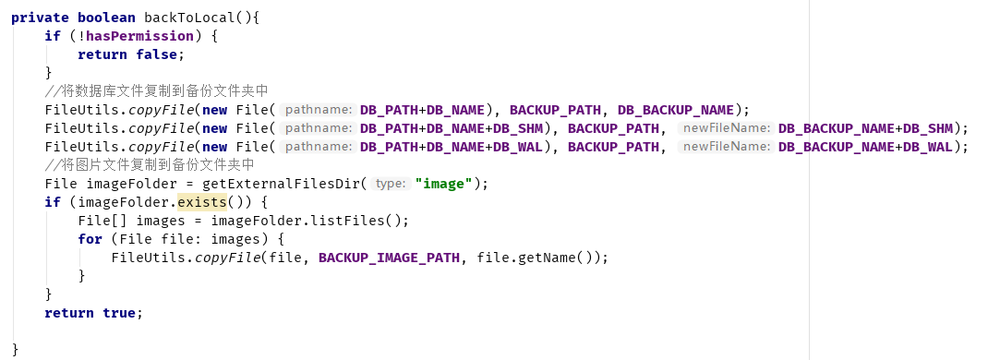 private boolean backToLocal(){
if (!hasPermission) {
return false;
}
//将数据库文件复制到备份文件夹中
FileUtils.copyFile(new File( pathname: DB_PATH+DB_NAME), BACKUP_PATH, DB_BACKUP_NAME);
FileUtils.copyFile(new File( pathname: DB_PATH+DB_NAME+DB_SHM), BACKUP_PATH, newFileName: DB_BACKUP_NAME+DB_SHM);
FileUtils.copyFile(new File( pathname: DB_PATH+DB_NAME+DB_WAL), BACKUP_PATH, newFileName: DB_BACKUP_NAME+DB_WAL);
//将图片文件复制到备份文件夹中
File imageFolder = getExternalFilesDir( type: "image");
if (imageFolder.exists()) {
File[] images = imageFolder.listFiles();
for (File file: images) {
FileUtils.copyFile(file, BACKUP_IMAGE_PATH, file.getName());
}
}
return true;
}